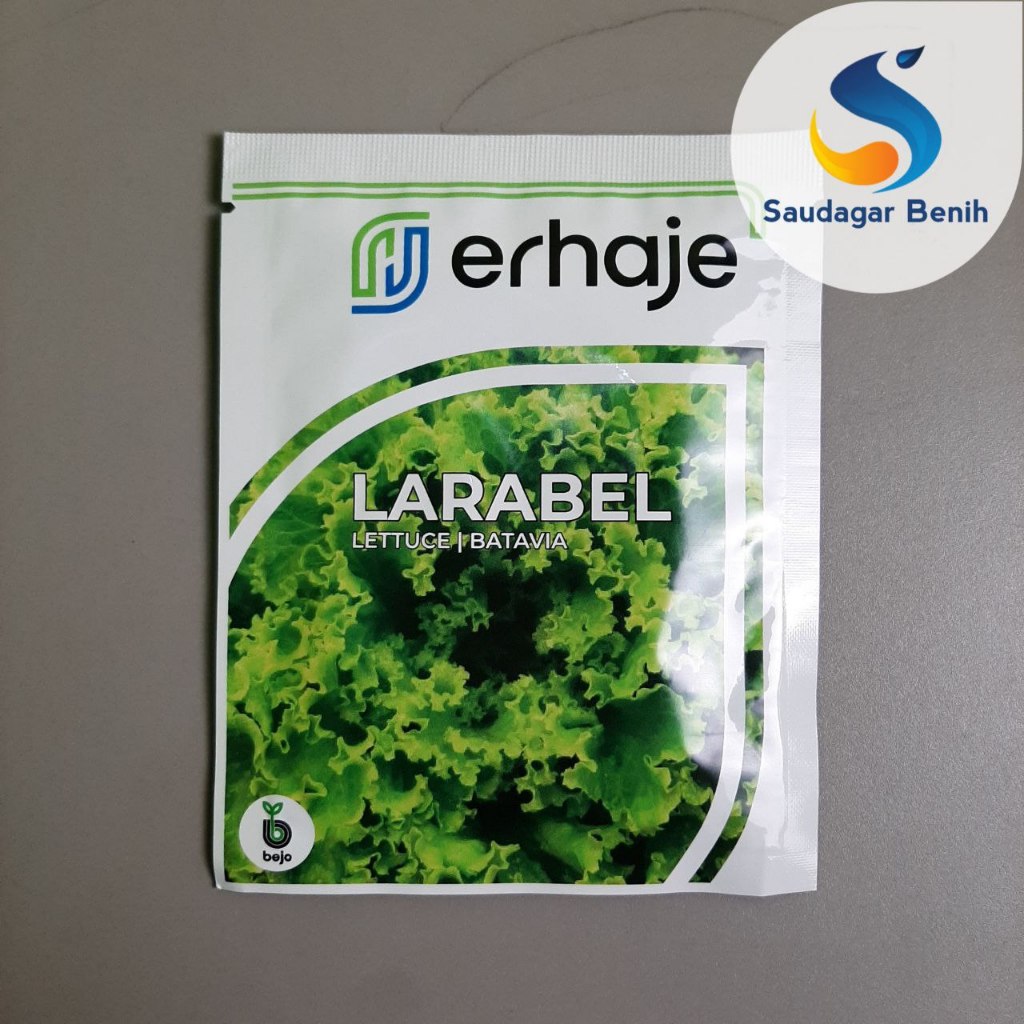 Saudagar Benih
erhaje
LARABEL
LETTUCE | BATAVIA
bejo